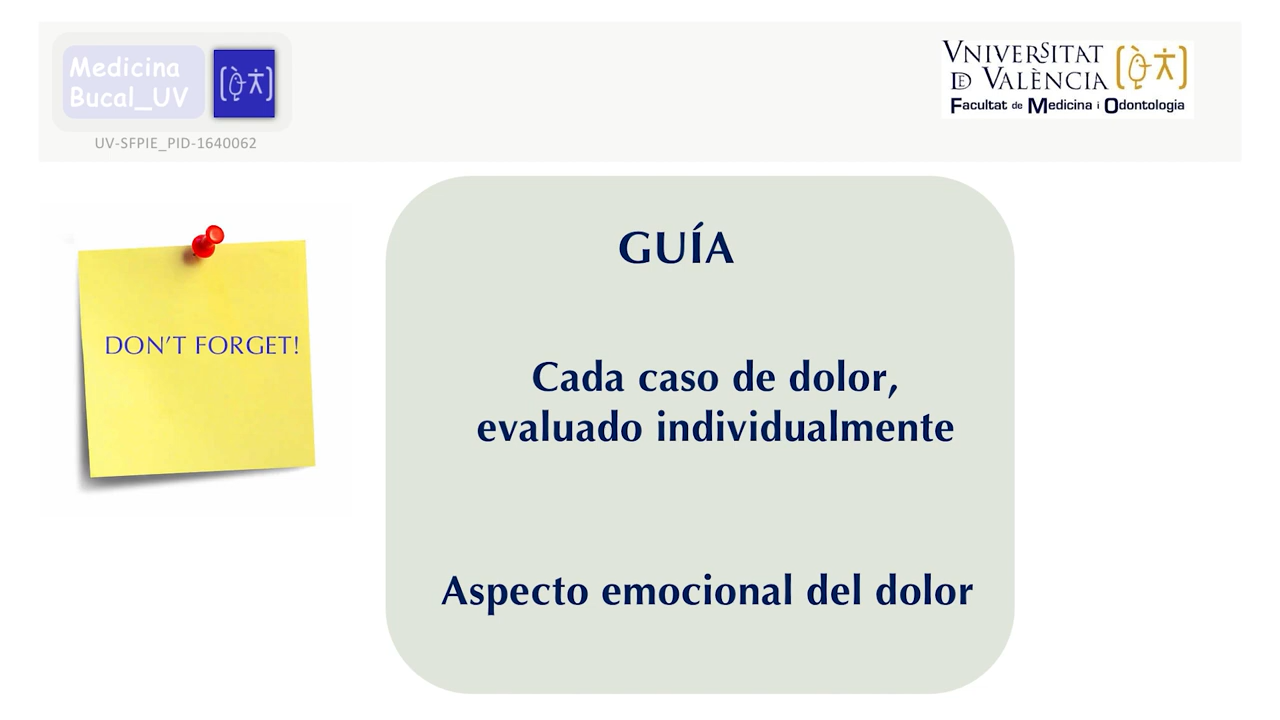 Medicina
Bucal_UV
UV-SFPIE_PID-1640062
VNIVERSITAT
DE VALÈNCIA
Facultat de Medicina i Odontologia
DON'T FORGET!
GUÍA
Cada caso de dolor,
evaluado individualmente
Aspecto emocional del dolor